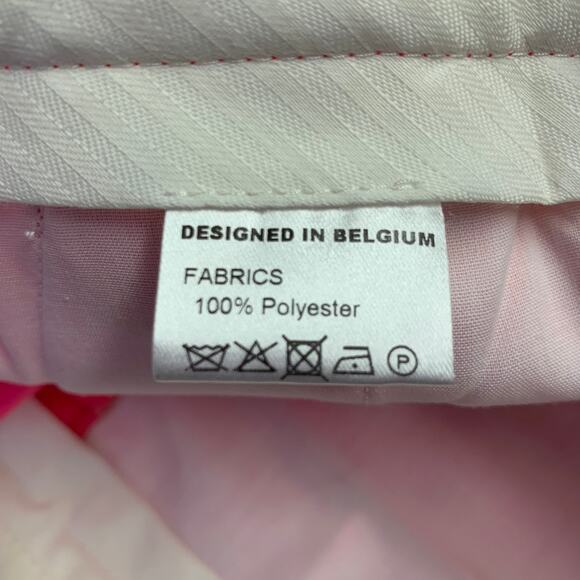 DESIGNED IN BELGIUM
FABRICS
100% Polyester
P